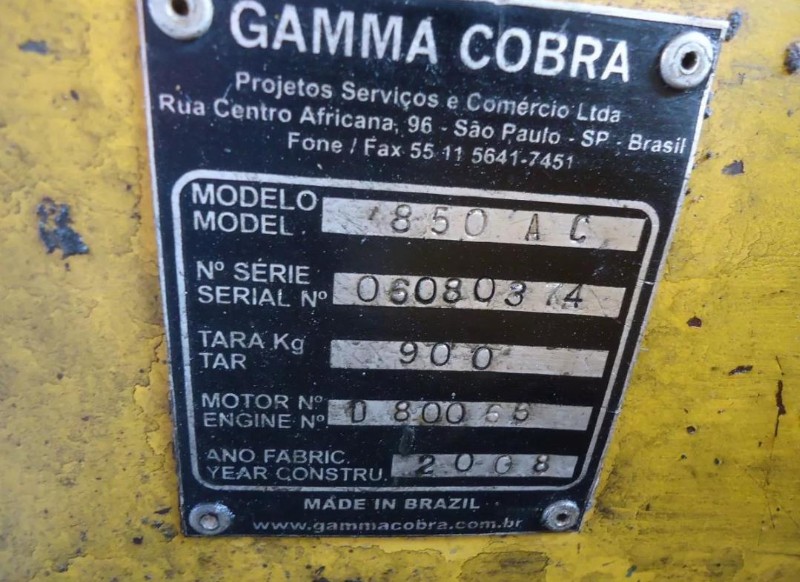 GAMMA COBRA
Projetos Serviços e Comércio Ltda
Rua Centro Africana, 96 - São Paulo - SP - Brasil
Fone / Fax 55 11 5641-7451
MODELO
MODEL 850 A C
Nº SÉRIE
SERIAL Nº
TARA Kg
TAR 900
MOTOR Nº
ENGINE Nº
ANO FABRIC.
YEAR CONSTRU. 2008
MADE IN BRAZIL
www.gammacobra.com.br